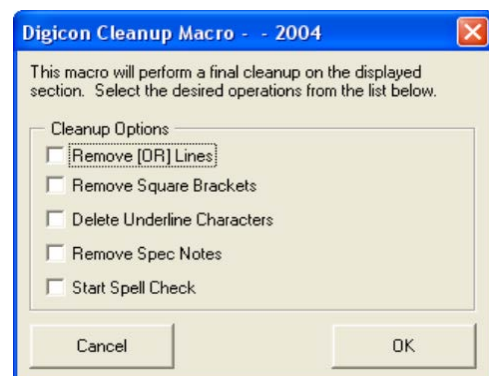 Digicon Cleanup Macro - - 2004
This macro will perform a final cleanup on the displayed
section. Select the desired operations from the list below.
Cleanup Options
Remove [OR] Lines
Remove Square Brackets
Delete Underline Characters
Remove Spec Notes
Start Spell Check
Cancel OK